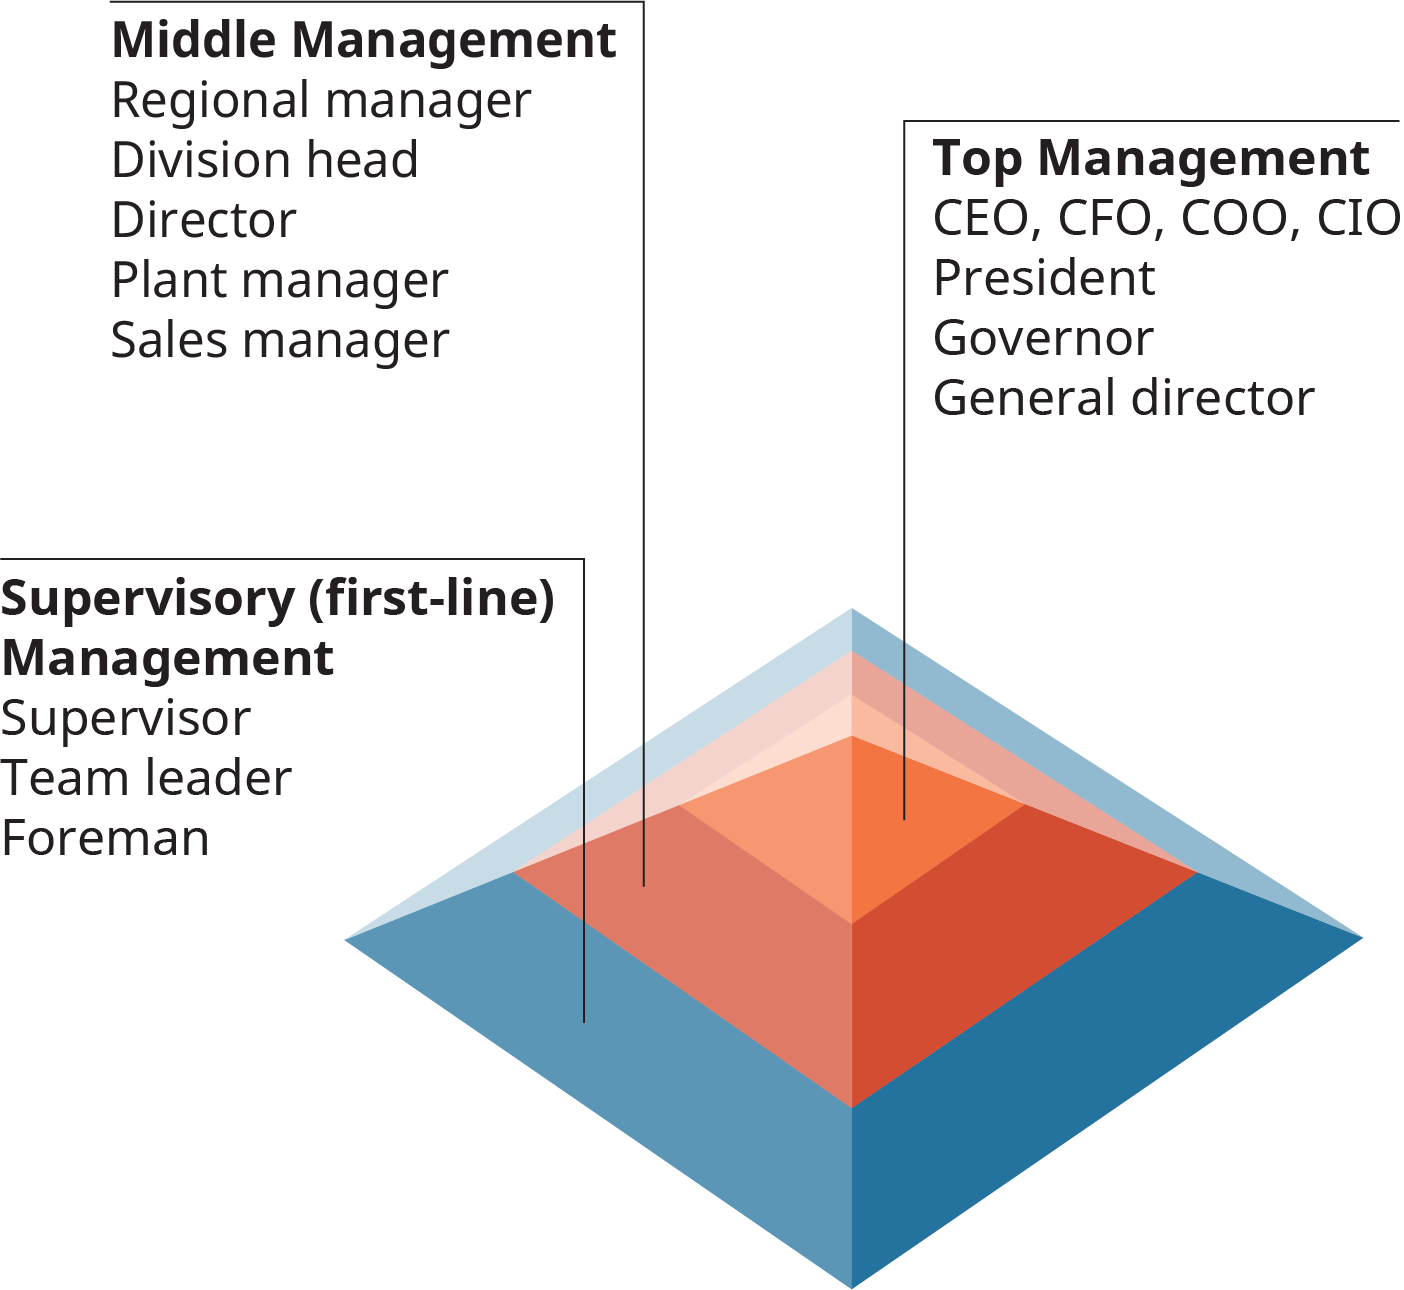 Middle Management
Regional manager
Division head
Director
Plant manager
Sales manager
Top Management
CEO, CFO, COO, CIO
President
Governor
General director
Supervisory (first-line)
Management
Supervisor
Team leader
Foreman